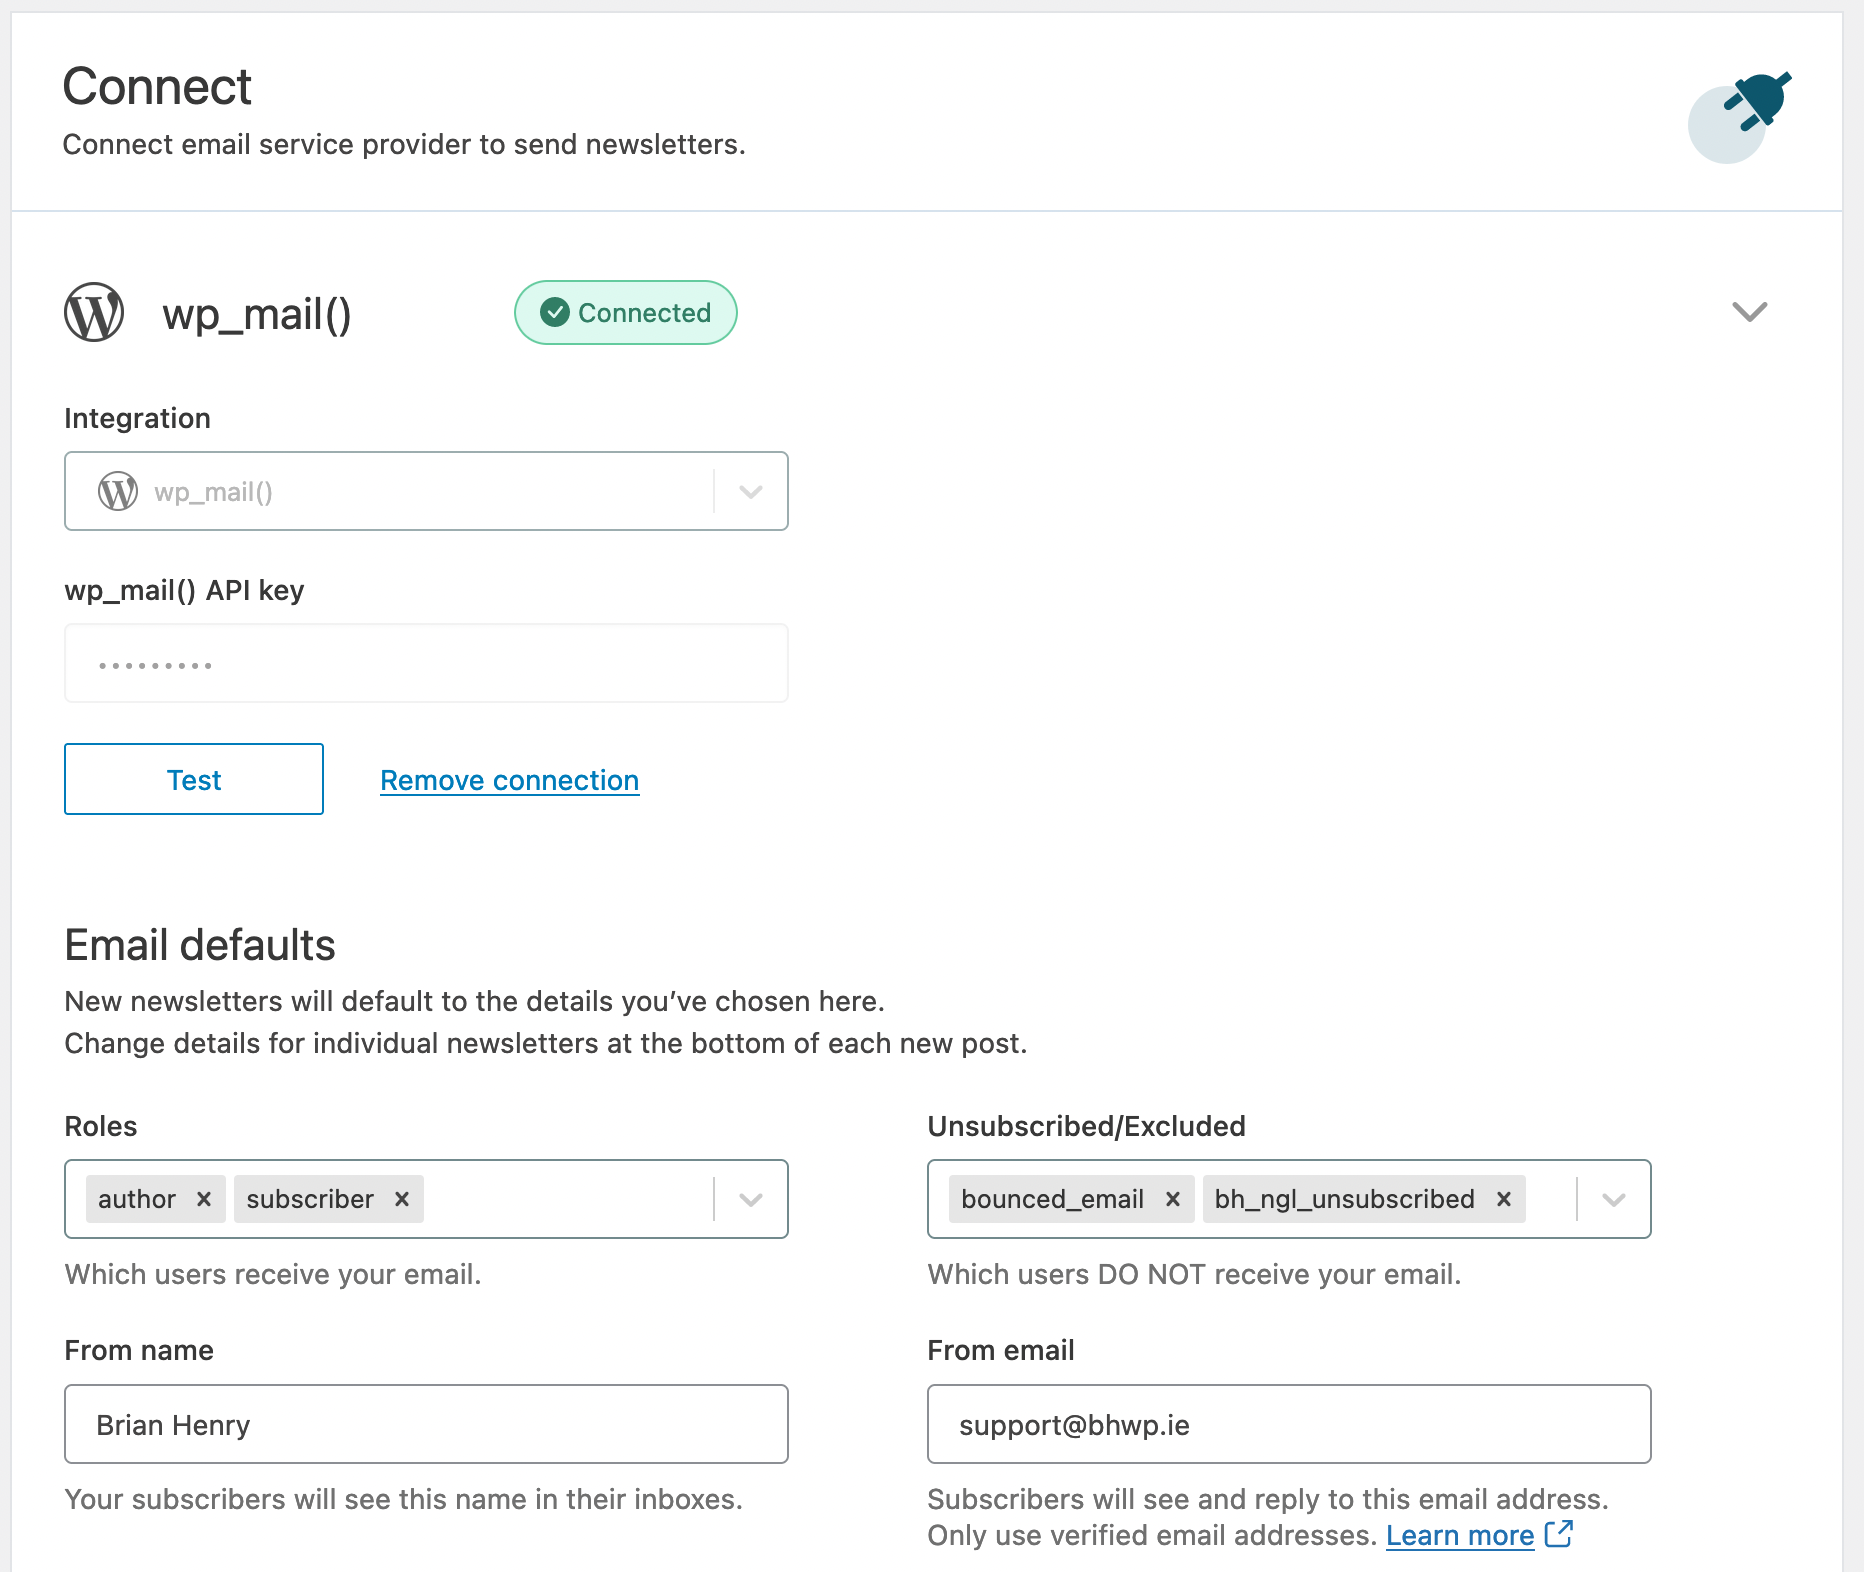 Connect
Connect email service provider to send newsletters.
wp_mail()
Connected
Integration
wp_mail()
wp_mail() API key
•••••••••
Test
Remove connection
Email defaults
New newsletters will default to the details you’ve chosen here.
Change details for individual newsletters at the bottom of each new post.
Roles
author × subscriber ×
Which users receive your email.
Unsubscribed/Excluded
bounced_email × bh_ngl_unsubscribed ×
Which users DO NOT receive your email.
From name
Brian Henry
Your subscribers will see this name in their inboxes.
From email
support@bhwp.ie
Subscribers will see and reply to this email address.
Only use verified email addresses. Learn more